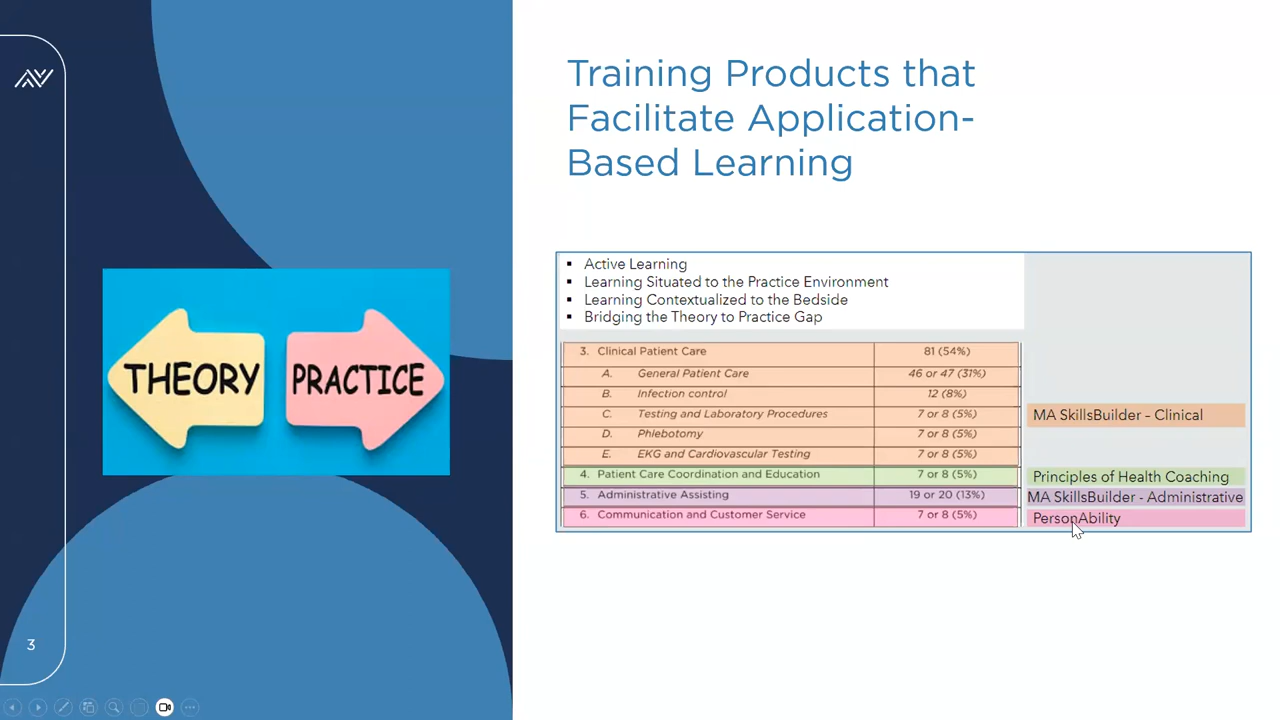 Training Products that
Facilitate Application-
Based Learning
THEORY
PRACTICE
▪ Active Learning
▪ Learning Situated to the Practice Environment
▪ Learning Contextualized to the Bedside
▪ Bridging the Theory to Practice Gap
3. Clinical Patient Care 81 (54%)
A. General Patient Care 46 or 47 (31%)
B. Infection control 12 (8%)
C. Testing and Laboratory Procedures 7 or 8 (5%) MA SkillsBuilder – Clinical
D. Phlebotomy 7 or 8 (5%)
E. EKG and Cardiovascular Testing 7 or 8 (5%)
4. Patient Care Coordination and Education 7 or 8 (5%) Principles of Health Coaching
5. Administrative Assisting 19 or 20 (13%) MA SkillsBuilder - Administrative
6. Communication and Customer Service 7 or 8 (5%) PersonAbility
3